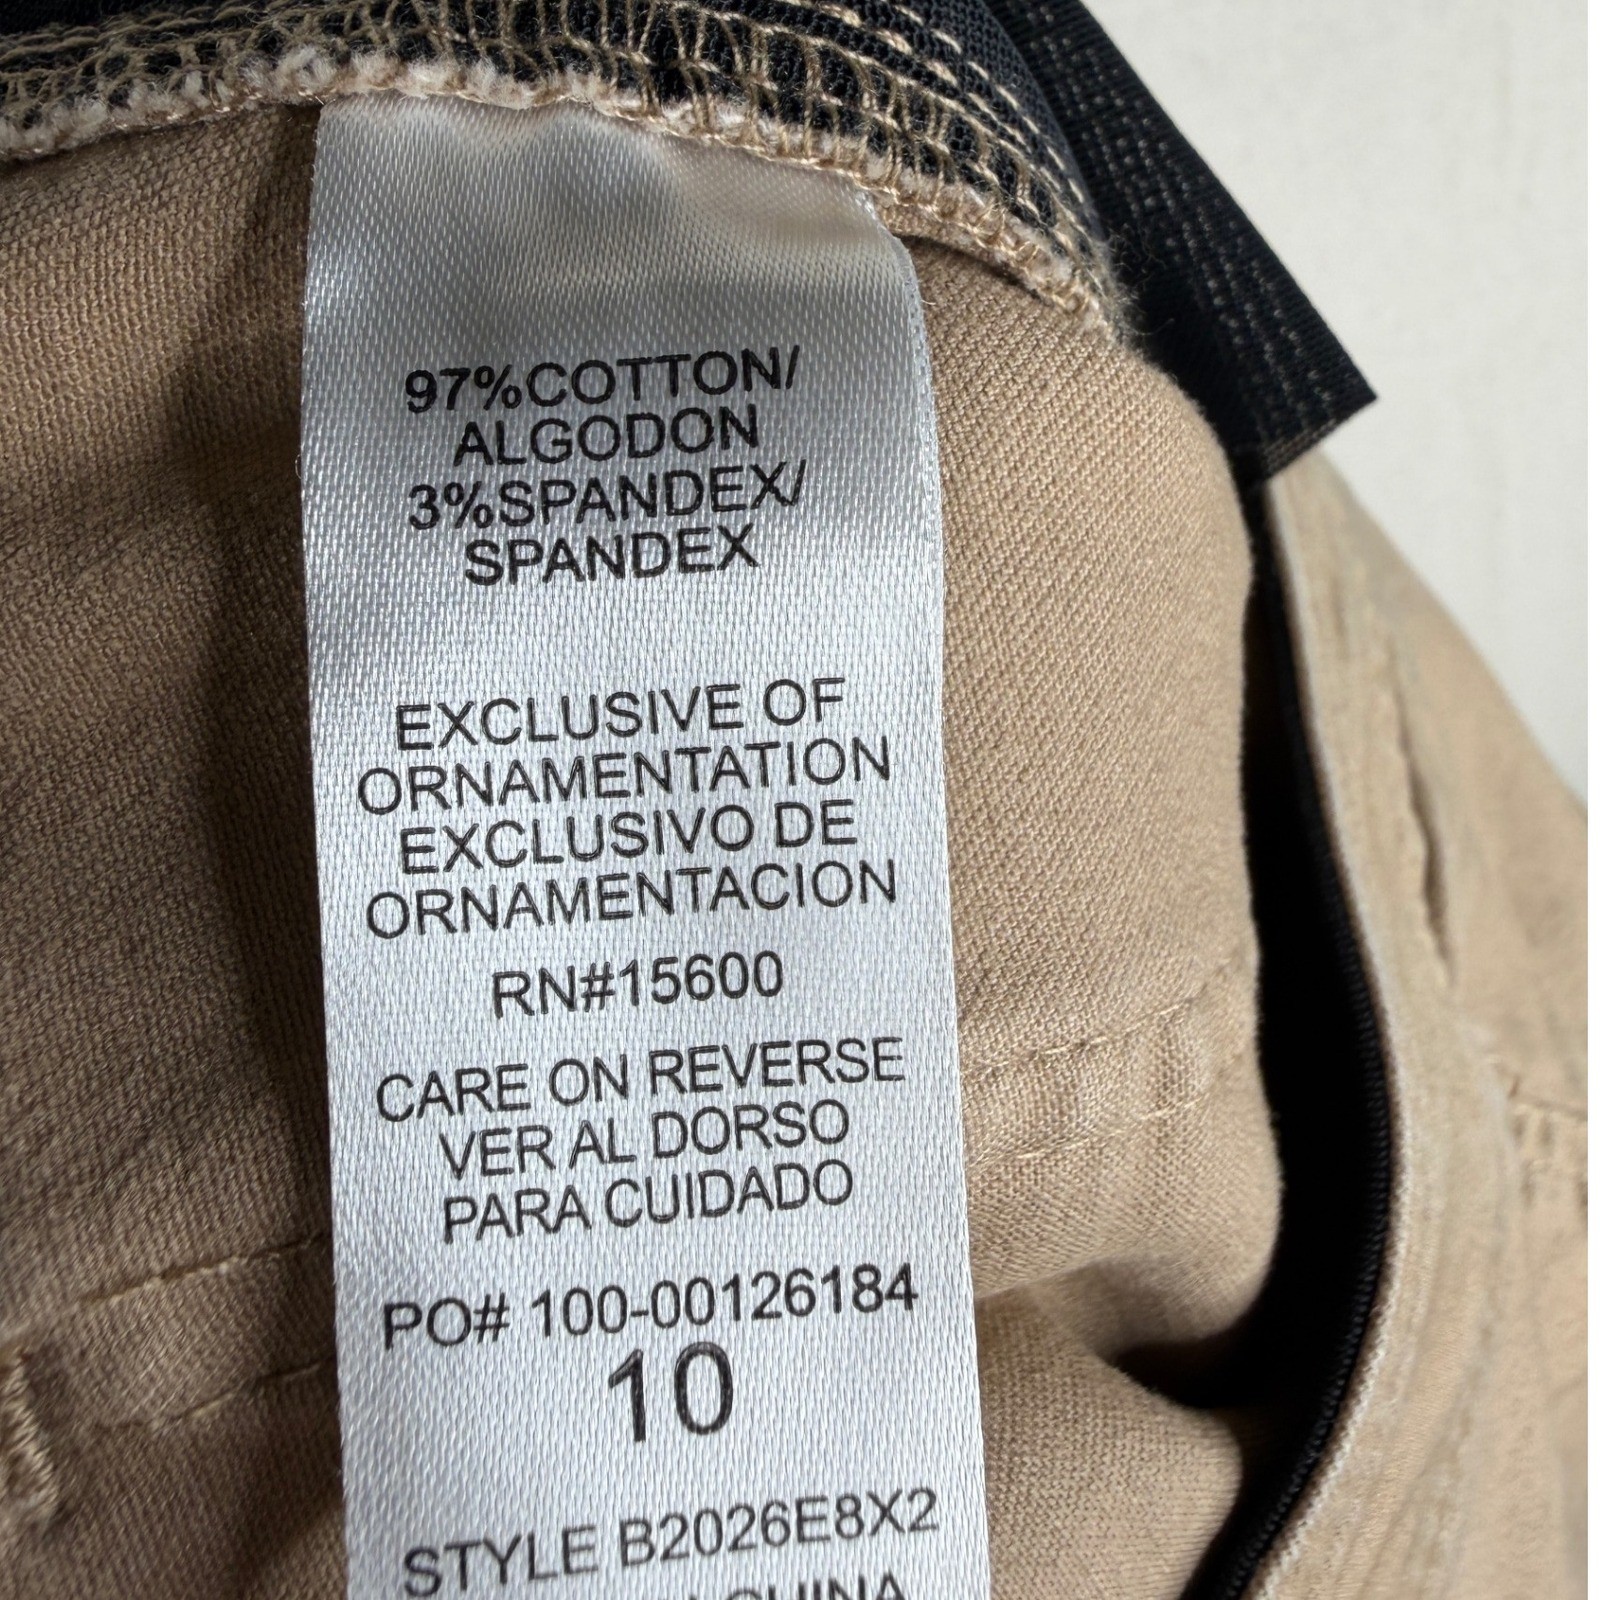 97%COTTON/
ALGODON
3%SPANDEX/
SPANDEX
EXCLUSIVE OF
ORNAMENTATION
EXCLUSIVO DE
ORNAMENTACION
RN#15600
CARE ON REVERSE
VER AL DORSO
PARA CUIDADO
PO# 100-00126184
10
STYLE B2026E8X2
CHINA